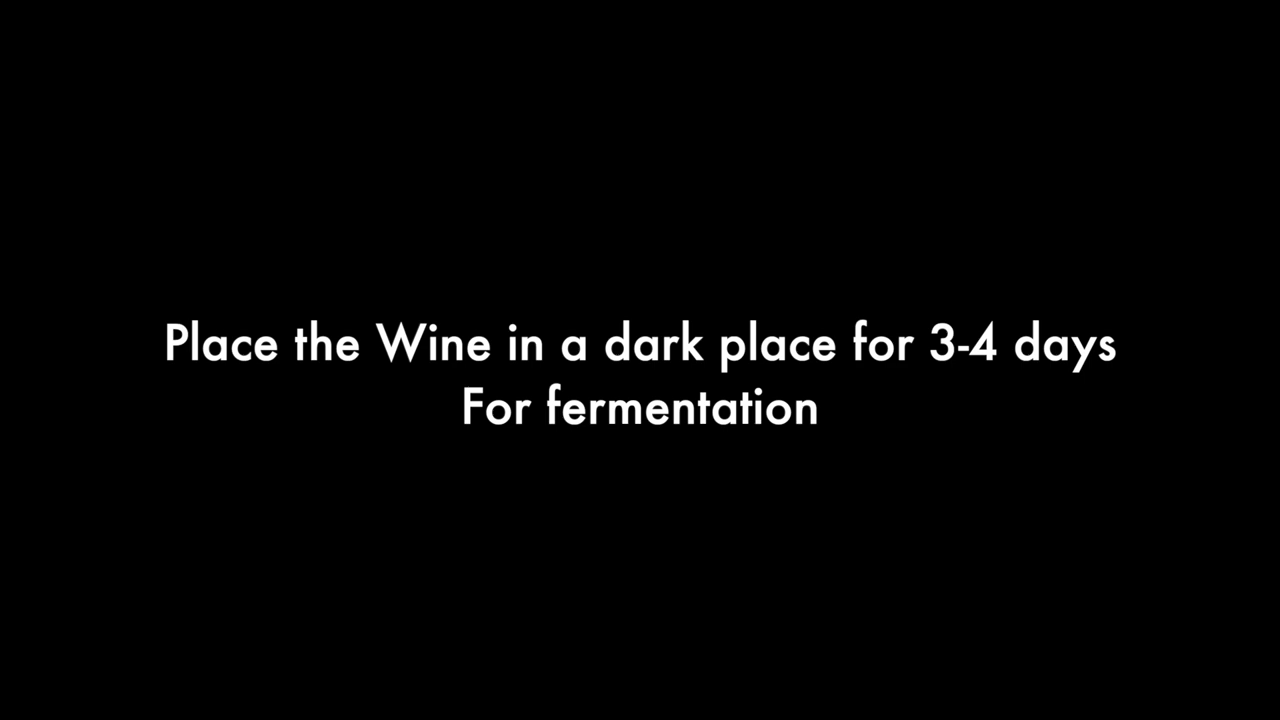 Place the Wine in a dark place for 3-4 days
For fermentation